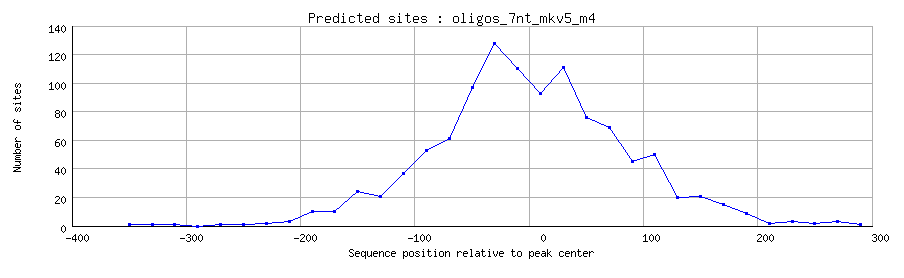 Predicted sites : oligos_7nt_mkv5_m4
140
120
100
80
60
40
20
0
Number of sites
-400 -300 -200 -100 0 100 200 300
Sequence position relative to peak center